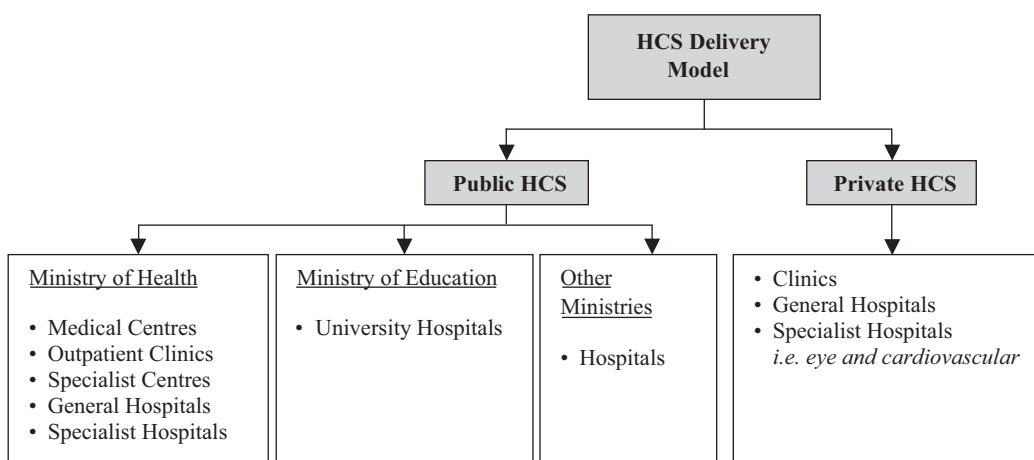 HCS Delivery
Model
Public HCS
Private HCS
Ministry of Health
• Medical Centres
• Outpatient Clinics
• Specialist Centres
• General Hospitals
• Specialist Hospitals
Ministry of Education
• University Hospitals
Other
Ministries
• Hospitals
• Clinics
• General Hospitals
• Specialist Hospitals
i.e. eye and cardiovascular